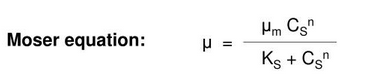 Moser equation: μ = μm CSⁿ / KS + CSⁿ